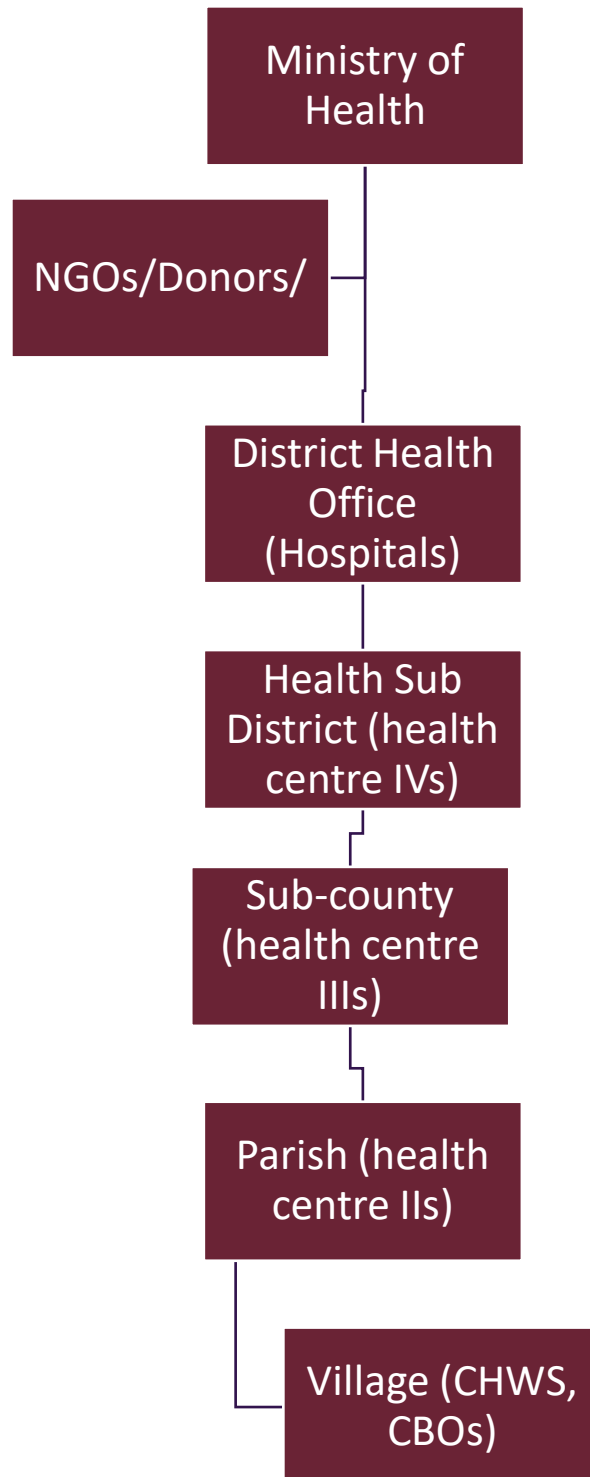 Ministry of
Health
NGOs/Donors/
District Health
Office
(Hospitals)
Health Sub
District (health
centre IVs)
Sub-county
(health centre
IIIs)
Parish (health
centre IIs)
Village (CHWS,
CBOs)